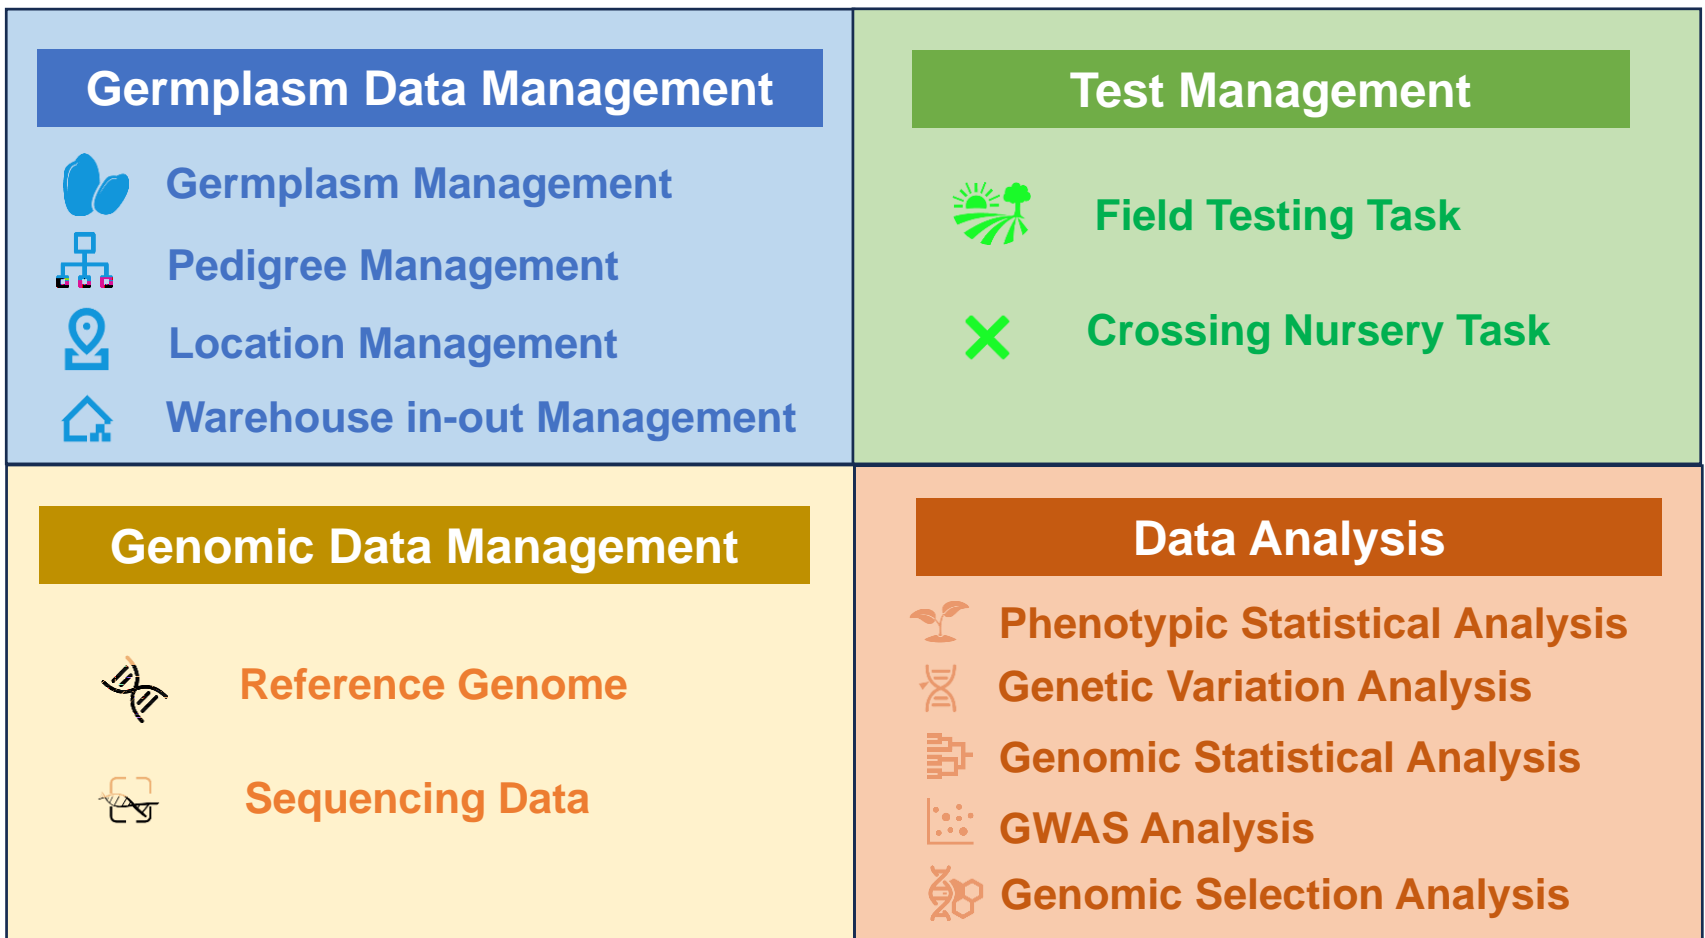 Germplasm Data Management
Germplasm Management
Pedigree Management
Location Management
Warehouse in-out Management
Test Management
Field Testing Task
Crossing Nursery Task
Genomic Data Management
Reference Genome
Sequencing Data
Data Analysis
Phenotypic Statistical Analysis
Genetic Variation Analysis
Genomic Statistical Analysis
GWAS Analysis
Genomic Selection Analysis